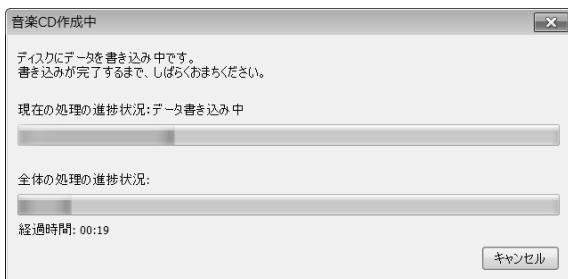 音楽CD作成中
ディスクにデータを書き込み中です。
書き込みが完了するまで、しばらくおまちください。
現在の処理の進捗状況:データ書き込み中
全体の処理の進捗状況:
経過時間: 00:19
キャンセル